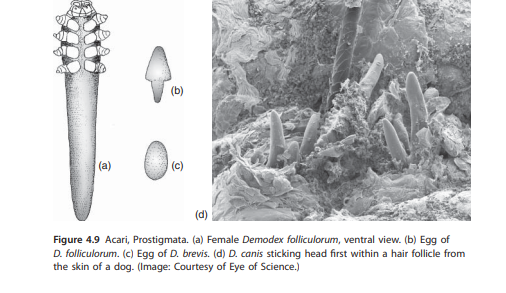 (a)
(b)
(c)
(d)
Figure 4.9 Acari, Prostigmata. (a) Female Demodex folliculorum, ventral view. (b) Egg of
D. folliculorum. (c) Egg of D. brevis. (d) D. canis sticking head first within a hair follicle from
the skin of a dog. (Image: Courtesy of Eye of Science.)